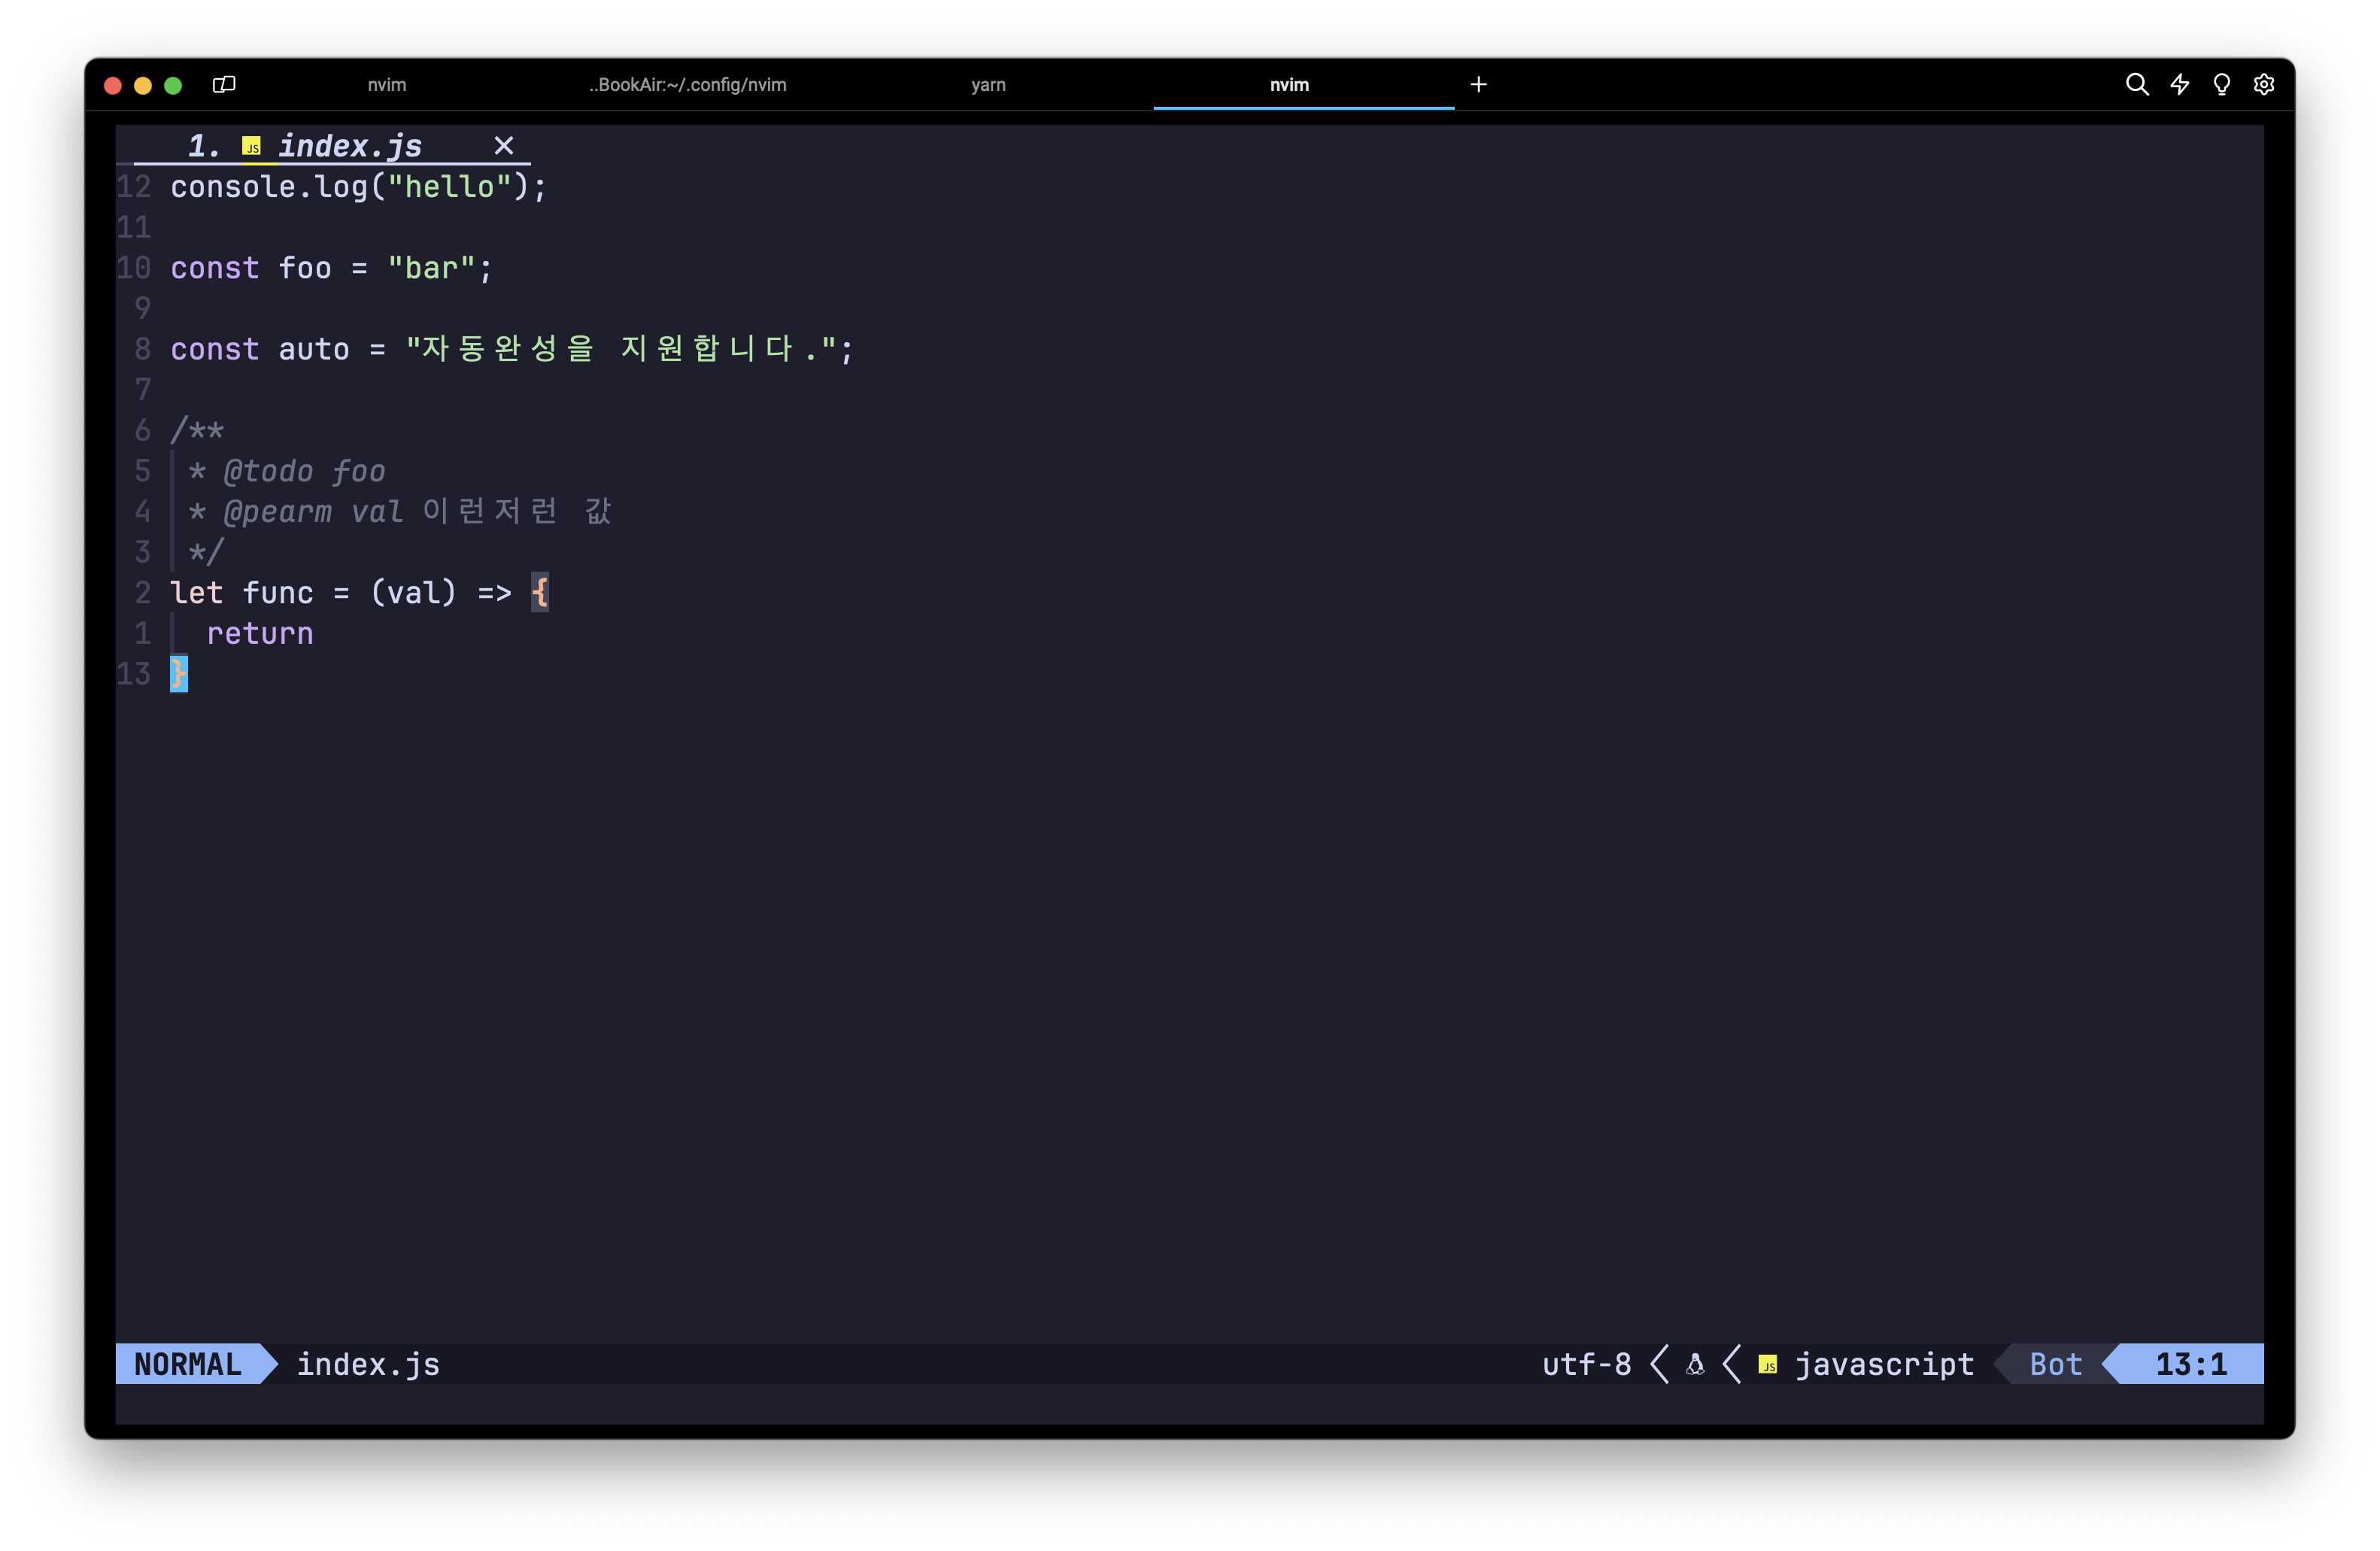 nvim ..BookAir:~/.config/nvim yarn nvim +
1. JS index.js ×
12 console.log("hello");
11
10 const foo = "bar";
9
8 const auto = "자동완성을 지원합니다.";
7
6 /**
5 * @todo foo
4 * @pearm val 이런저런 값
3 */
2 let func = (val) => {
1 return
13 }
NORMAL index.js utf-8 JS javascript Bot 13:1